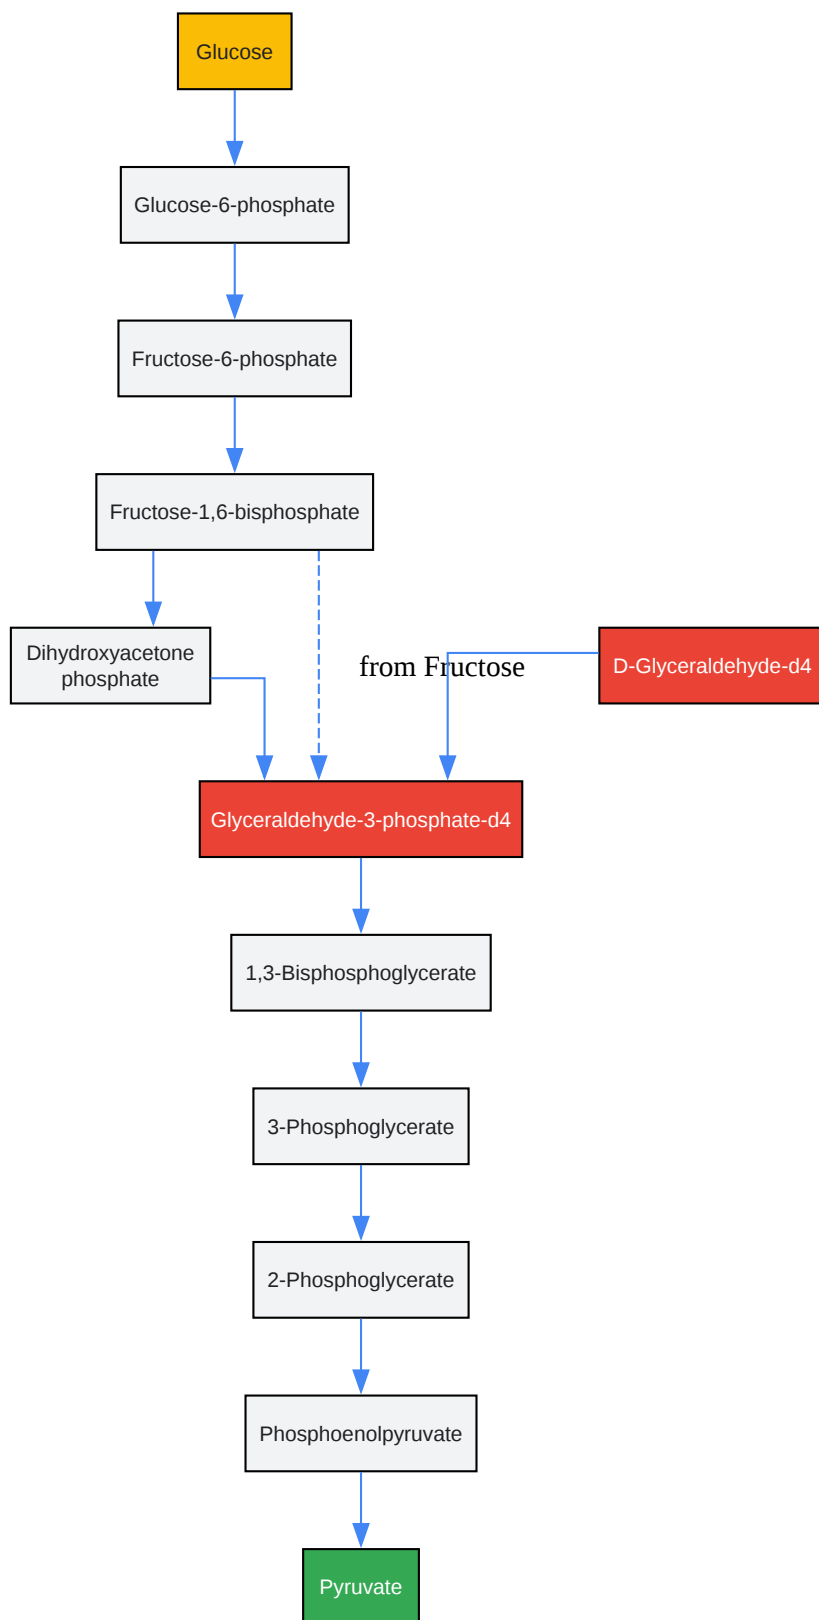 Glucose
Glucose-6-phosphate
Fructose-6-phosphate
Fructose-1,6-bisphosphate
Dihydroxyacetone
phosphate
from Fructose
D-Glyceraldehyde-d4
Glyceraldehyde-3-phosphate-d4
1,3-Bisphosphoglycerate
3-Phosphoglycerate
2-Phosphoglycerate
Phosphoenolpyruvate
Pyruvate